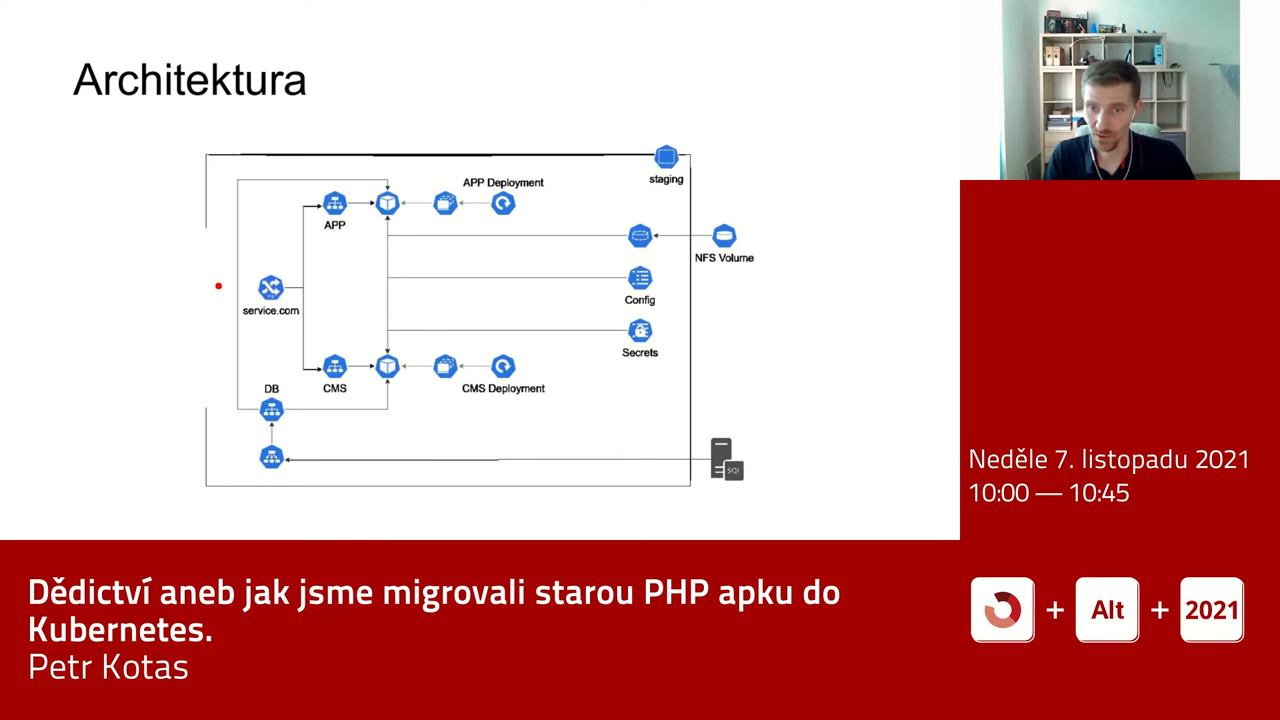 Architektura
staging
APP Deployment
APP
NFS Volume
service.com
Config
Secrets
DB
CMS
CMS Deployment
SQL
Neděle 7. listopadu 2021
10:00 — 10:45
Dědictví aneb jak jsme migrovali starou PHP apku do
Kubernetes.
Petr Kotas
+ Alt + 2021